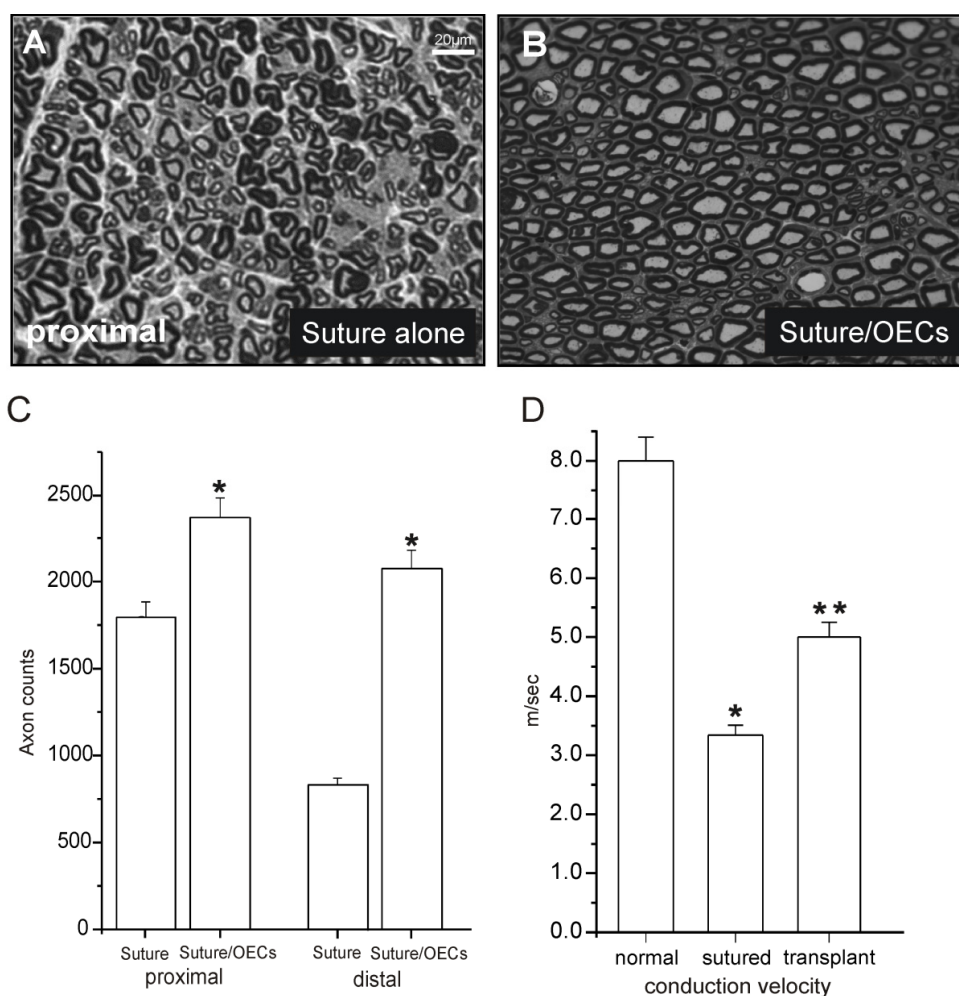 A
20µm
proximal
Suture alone
B
Suture/OECs
C
Axon counts
2500
2000
1500
1000
500
0
*
*
Suture Suture/OECs Suture Suture/OECs
proximal distal
D
m/sec
8.0
7.0
6.0
5.0
4.0
3.0
2.0
1.0
0.0
*
**
normal sutured transplant
conduction velocity